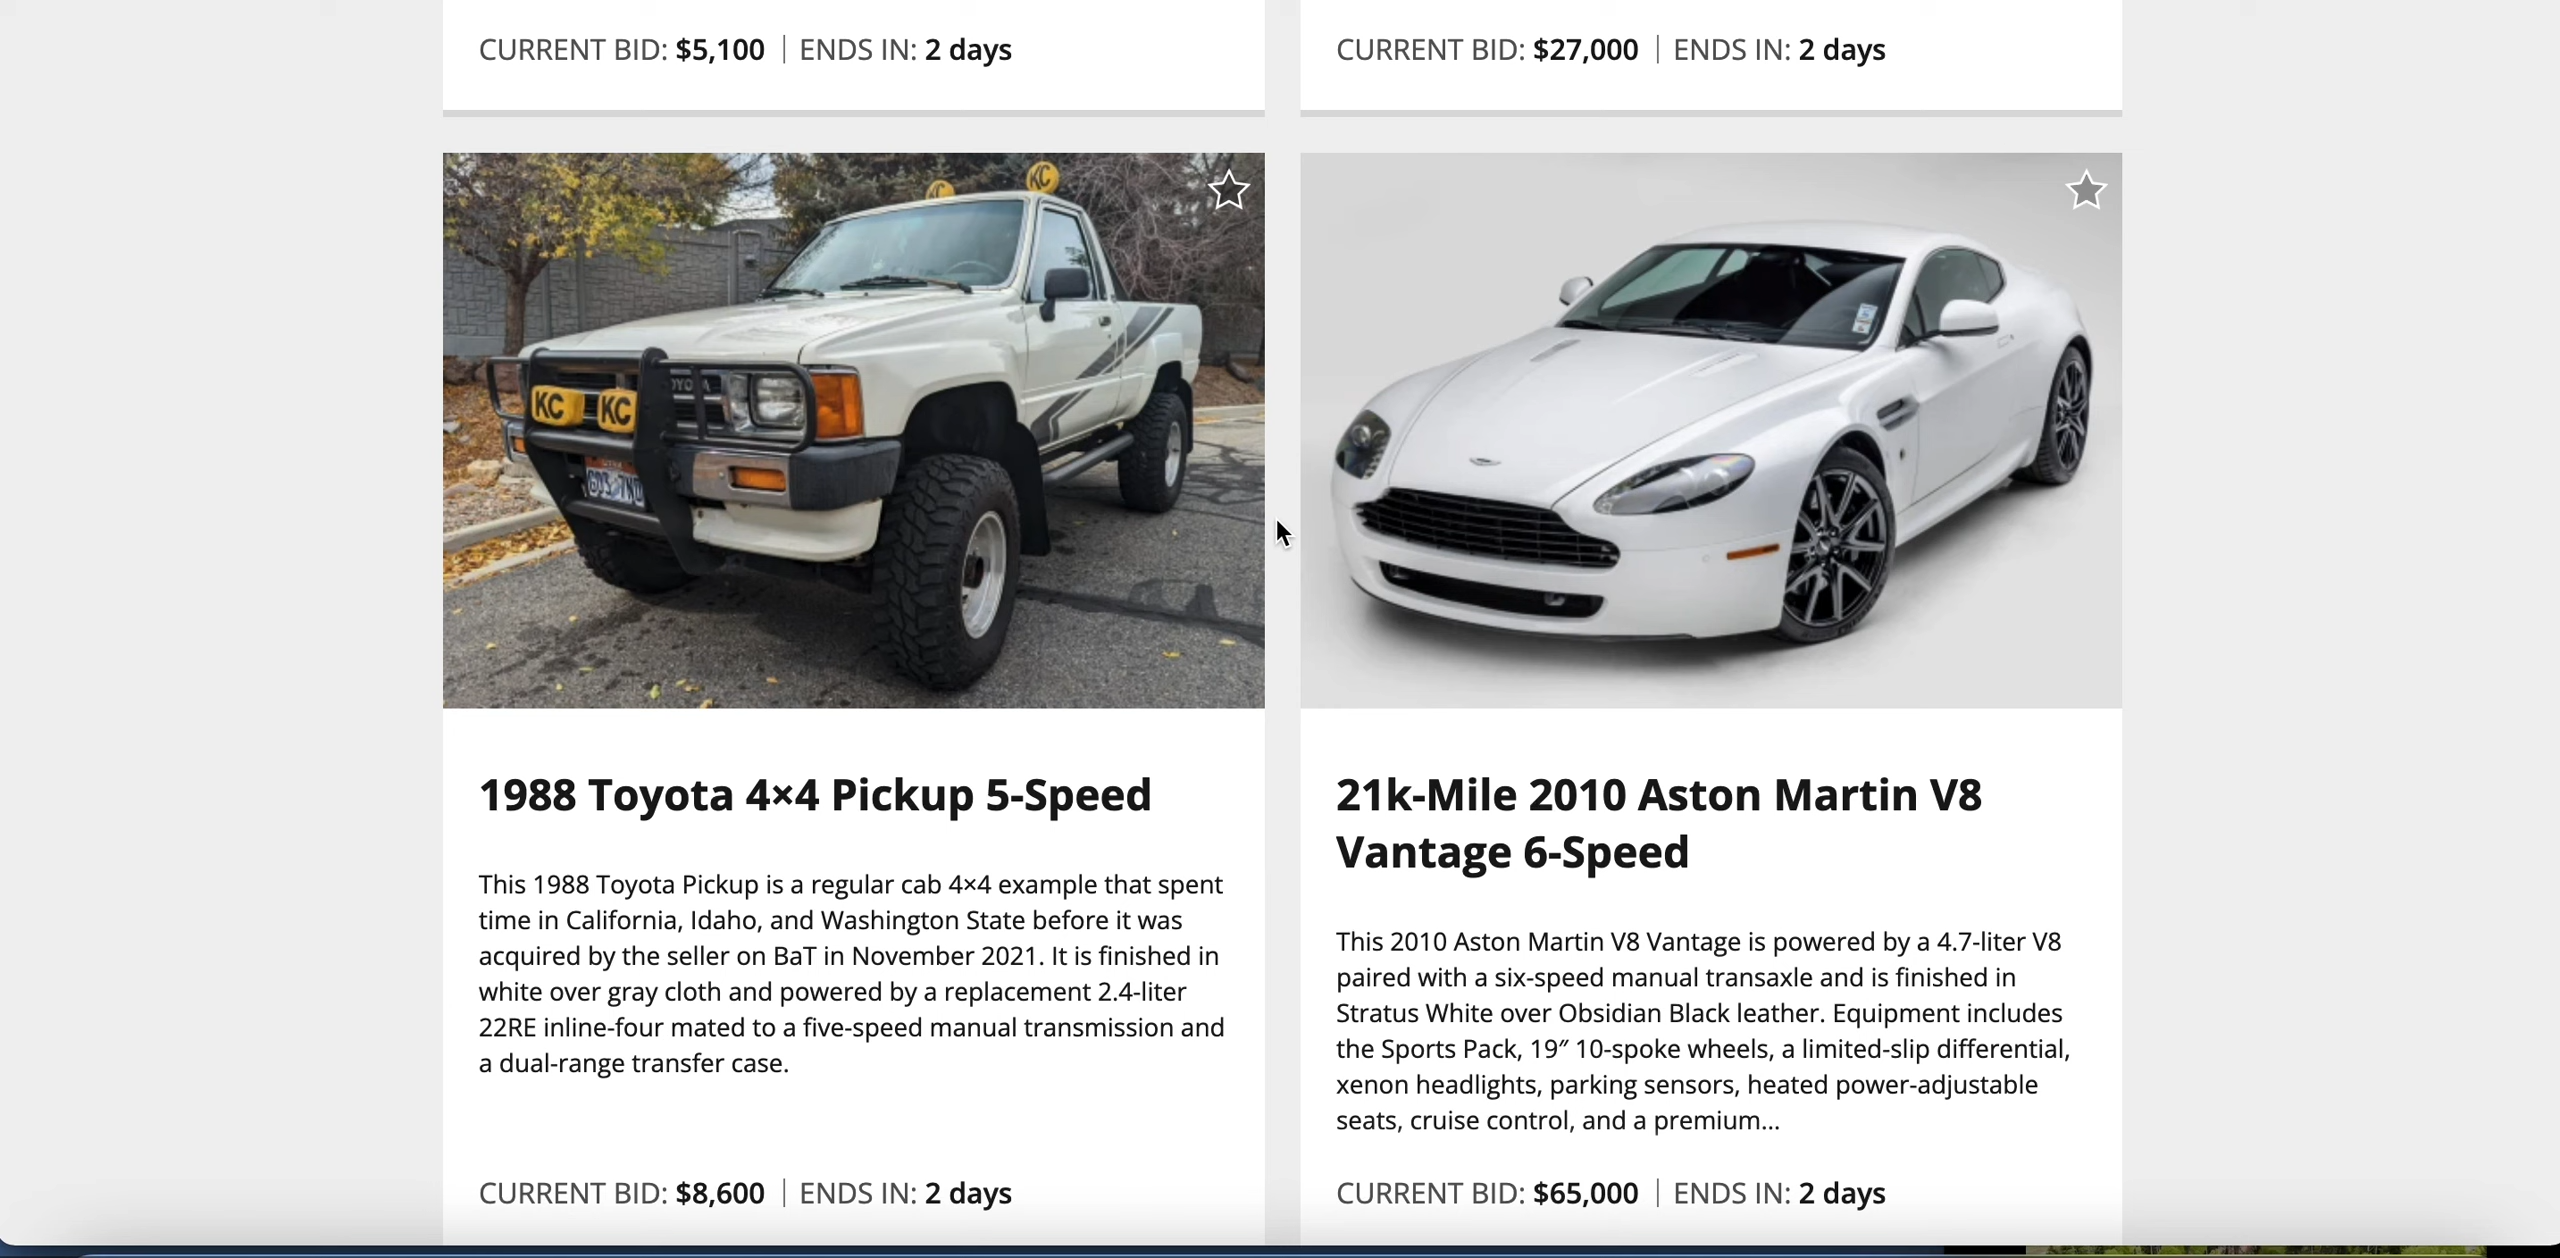 CURRENT BID: $5,100 | ENDS IN: 2 days
CURRENT BID: $27,000 | ENDS IN: 2 days
KC
KC
KC
KC
TOYOTA
1988 Toyota 4×4 Pickup 5-Speed
This 1988 Toyota Pickup is a regular cab 4×4 example that spent
time in California, Idaho, and Washington State before it was
acquired by the seller on BaT in November 2021. It is finished in
white over gray cloth and powered by a replacement 2.4-liter
22RE inline-four mated to a five-speed manual transmission and
a dual-range transfer case.
CURRENT BID: $8,600 | ENDS IN: 2 days
21k-Mile 2010 Aston Martin V8
Vantage 6-Speed
This 2010 Aston Martin V8 Vantage is powered by a 4.7-liter V8
paired with a six-speed manual transaxle and is finished in
Stratus White over Obsidian Black leather. Equipment includes
the Sports Pack, 19″ 10-spoke wheels, a limited-slip differential,
xenon headlights, parking sensors, heated power-adjustable
seats, cruise control, and a premium...
CURRENT BID: $65,000 | ENDS IN: 2 days